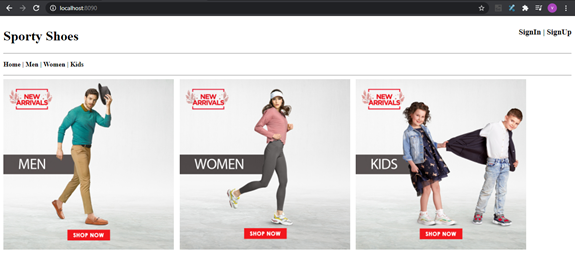 localhost:8090
Sporty Shoes
SignIn | SignUp
Home | Men | Women | Kids
NEW
ARRIVALS
MEN
SHOP NOW
NEW
ARRIVALS
WOMEN
SHOP NOW
NEW
ARRIVALS
KIDS
SHOP NOW